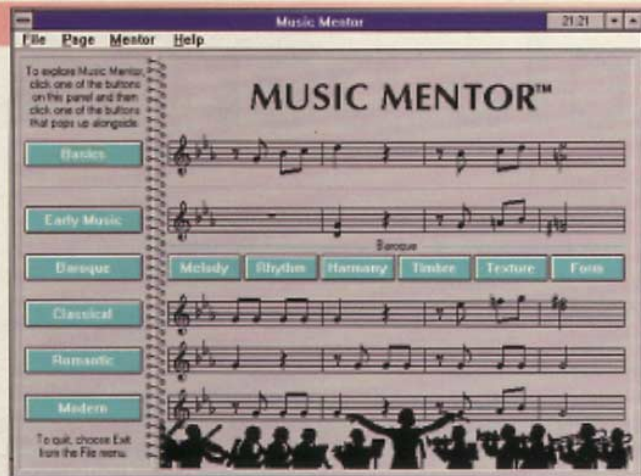 Music Mentor 21:21
File Page Mentor Help
To explore Music Mentor,
click one of the buttons
on this panel and then
click one of the buttons
that pops up alongside.
MUSIC MENTOR™
Basics
Early Music
Baroque
Baroque
Melody Rhythm Harmony Timbre Texture Form
Classical
Romantic
Modern
To quit, choose Exit
from the File menu.